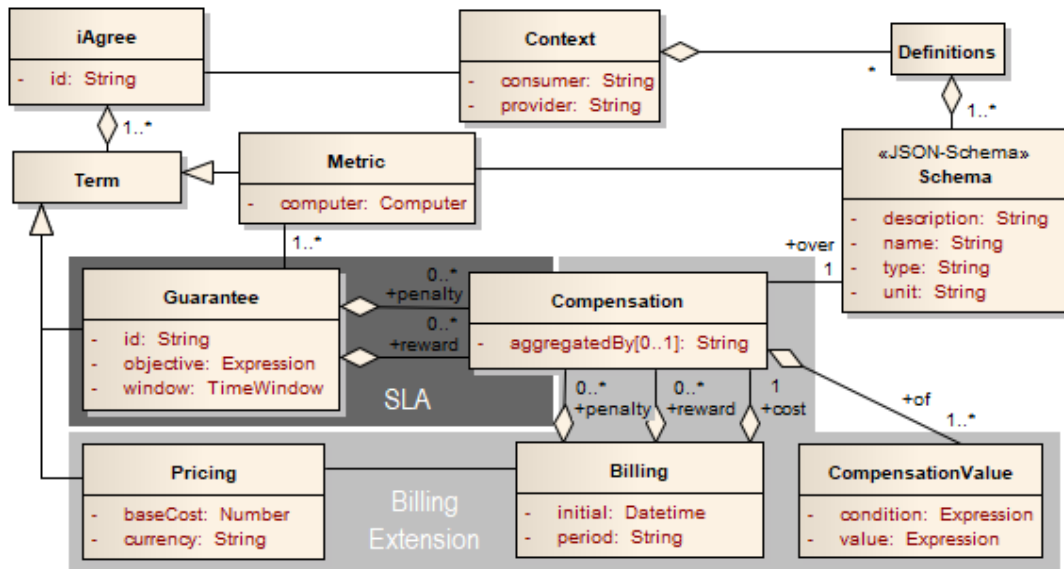 iAgree
- id: String
Context
- consumer: String
- provider: String
Definitions
*
1..*
1..*
Term
Metric
- computer: Computer
«JSON-Schema»
Schema
- description: String
- name: String
- type: String
- unit: String
1..*
+over
1
Guarantee
- id: String
- objective: Expression
- window: TimeWindow
0..*
+penalty
0..*
+reward
Compensation
- aggregatedBy[0..1]: String
SLA
0..*
+penalty
0..*
+reward
1
+cost
+of
1..*
Pricing
- baseCost: Number
- currency: String
Billing
Extension
Billing
- initial: Datetime
- period: String
CompensationValue
- condition: Expression
- value: Expression